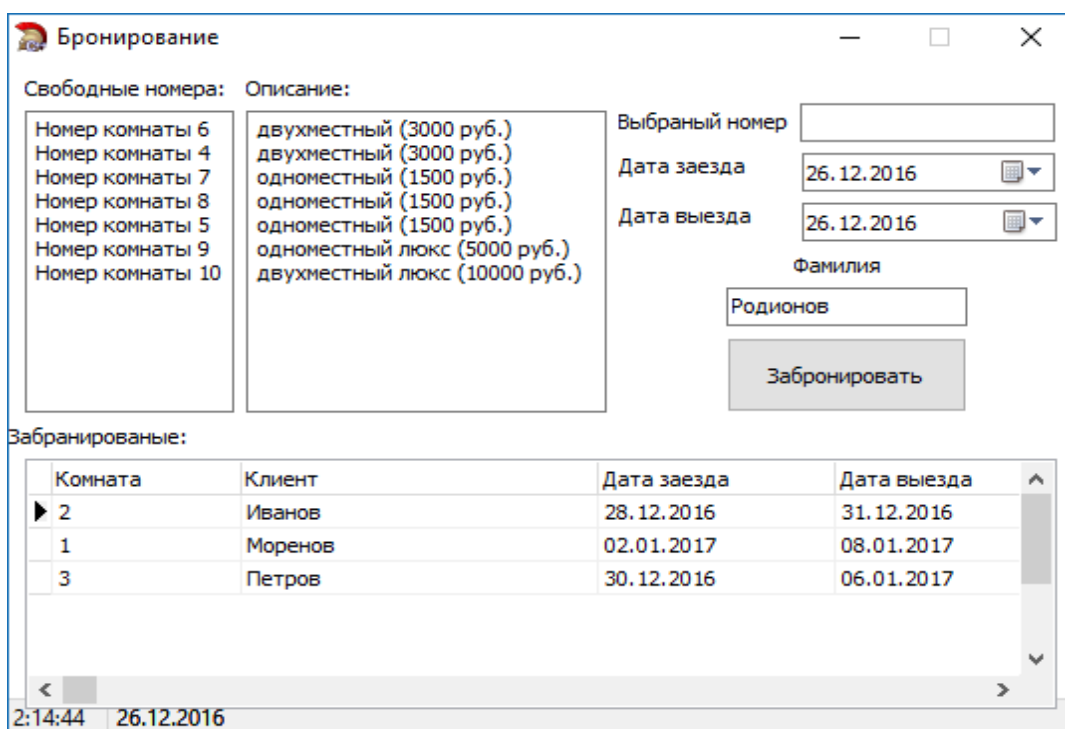 Бронирование
Свободные номера: Описание:
Номер комнаты 6 двухместный (3000 руб.)
Номер комнаты 4 двухместный (3000 руб.)
Номер комнаты 7 одноместный (1500 руб.)
Номер комнаты 8 одноместный (1500 руб.)
Номер комнаты 5 одноместный (1500 руб.)
Номер комнаты 9 одноместный люкс (5000 руб.)
Номер комнаты 10 двухместный люкс (10000 руб.)
Выбраный номер
Дата заезда 26.12.2016
Дата выезда 26.12.2016
Фамилия
Родионов
Забронировать
Забранированые:
Комната Клиент Дата заезда Дата выезда
2 Иванов 28.12.2016 31.12.2016
1 Моренов 02.01.2017 08.01.2017
3 Петров 30.12.2016 06.01.2017
2:14:44 26.12.2016